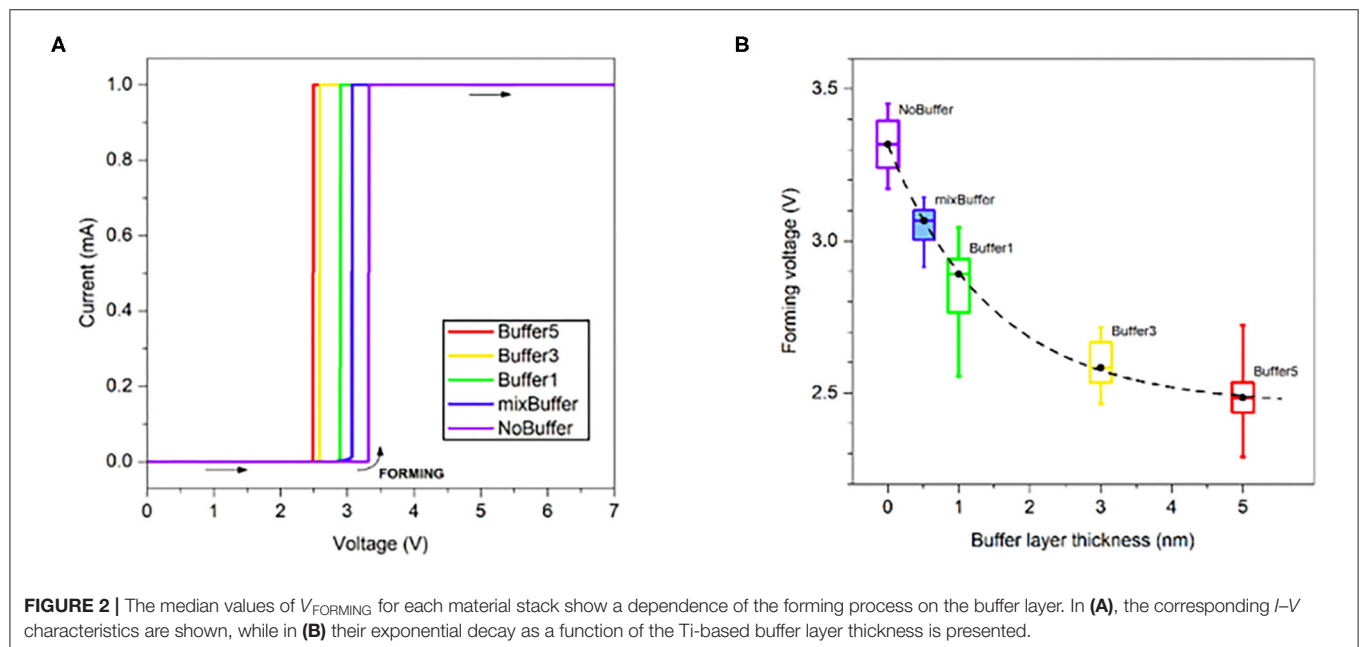 A
Current (mA)
1.0
0.8
0.6
0.4
0.2
0.0
Buffer5
Buffer3
Buffer1
mixBuffer
NoBuffer
FORMING
0 1 2 3 4 5 6 7
Voltage (V)
B
Forming voltage (V)
3.5
3.0
2.5
NoBuffer
mixBuffer
Buffer1
Buffer3
Buffer5
0 1 2 3 4 5
Buffer layer thickness (nm)
FIGURE 2 | The median values of VFORMING for each material stack show a dependence of the forming process on the buffer layer. In (A), the corresponding I–V
characteristics are shown, while in (B) their exponential decay as a function of the Ti-based buffer layer thickness is presented.